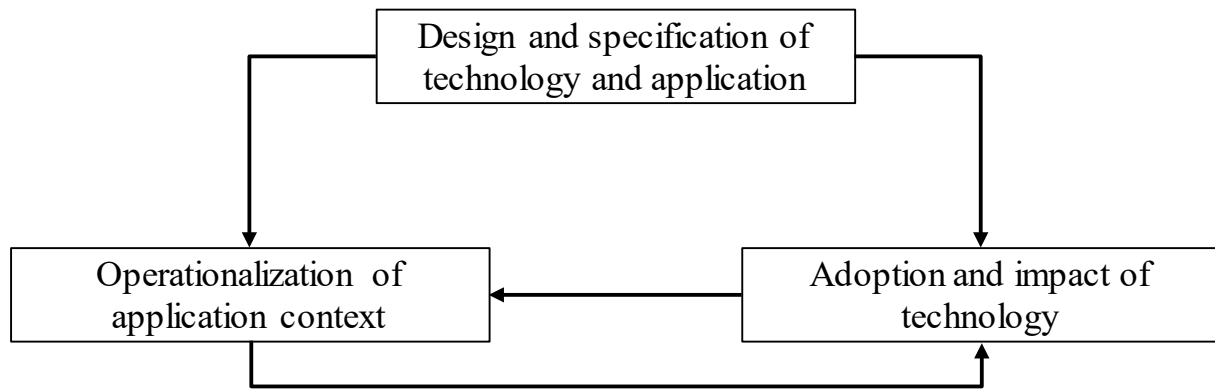 Design and specification of
technology and application
Operationalization of
application context
Adoption and impact of
technology